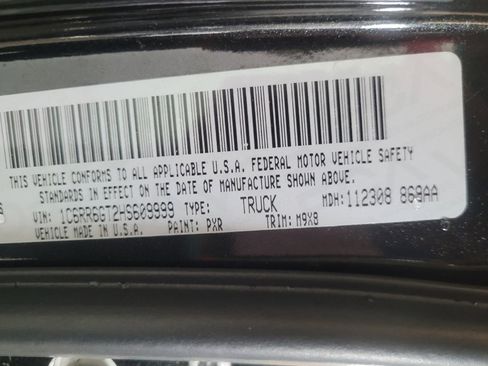 THIS VEHICLE CONFORMS TO ALL APPLICABLE U.S.A. FEDERAL MOTOR VEHICLE SAFETY
STANDARDS IN EFFECT ON THE DATE OF MANUFACTURE SHOWN ABOVE.
VIN: 1C6RR6GT2HS609999 TYPE: TRUCK MDH: 112308 869AA
VEHICLE MADE IN U.S.A. PAINT: PXR TRIM: M9X8